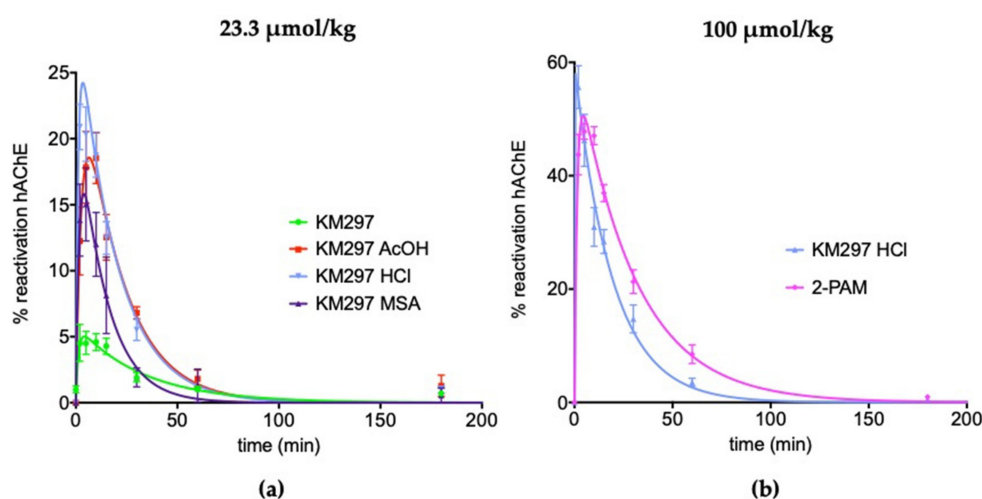 23.3 μmol/kg
% reactivation hAChE
25
20
15
10
5
0
0
50
100
150
200
time (min)
KM297
KM297 AcOH
KM297 HCl
KM297 MSA
(a)
100 μmol/kg
% reactivation hAChE
60
40
20
0
0
50
100
150
200
time (min)
KM297 HCl
2-PAM
(b)